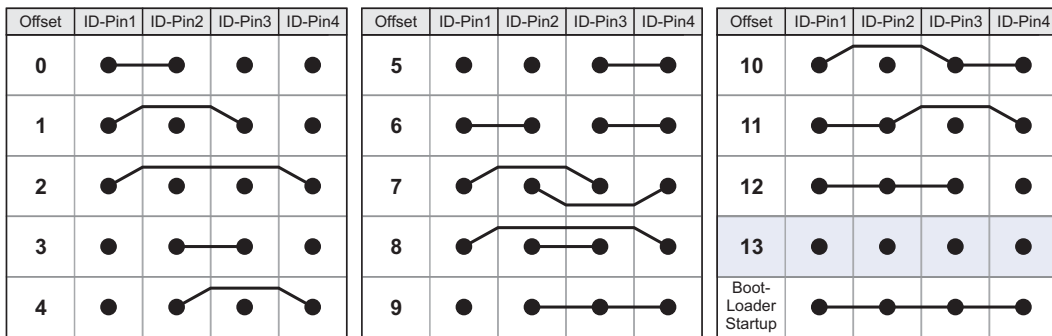 Offset ID-Pin1 ID-Pin2 ID-Pin3 ID-Pin4
0
1
2
3
4
Offset ID-Pin1 ID-Pin2 ID-Pin3 ID-Pin4
5
6
7
8
9
Offset ID-Pin1 ID-Pin2 ID-Pin3 ID-Pin4
10
11
12
13
Boot-
Loader
Startup